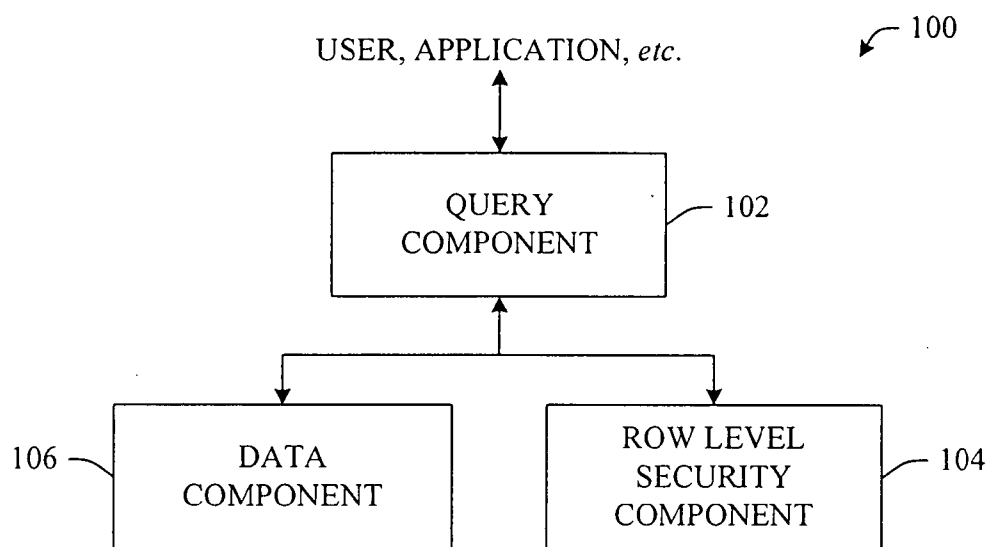 100
USER, APPLICATION, etc.
QUERY
COMPONENT
102
106
DATA
COMPONENT
ROW LEVEL
SECURITY
COMPONENT
104